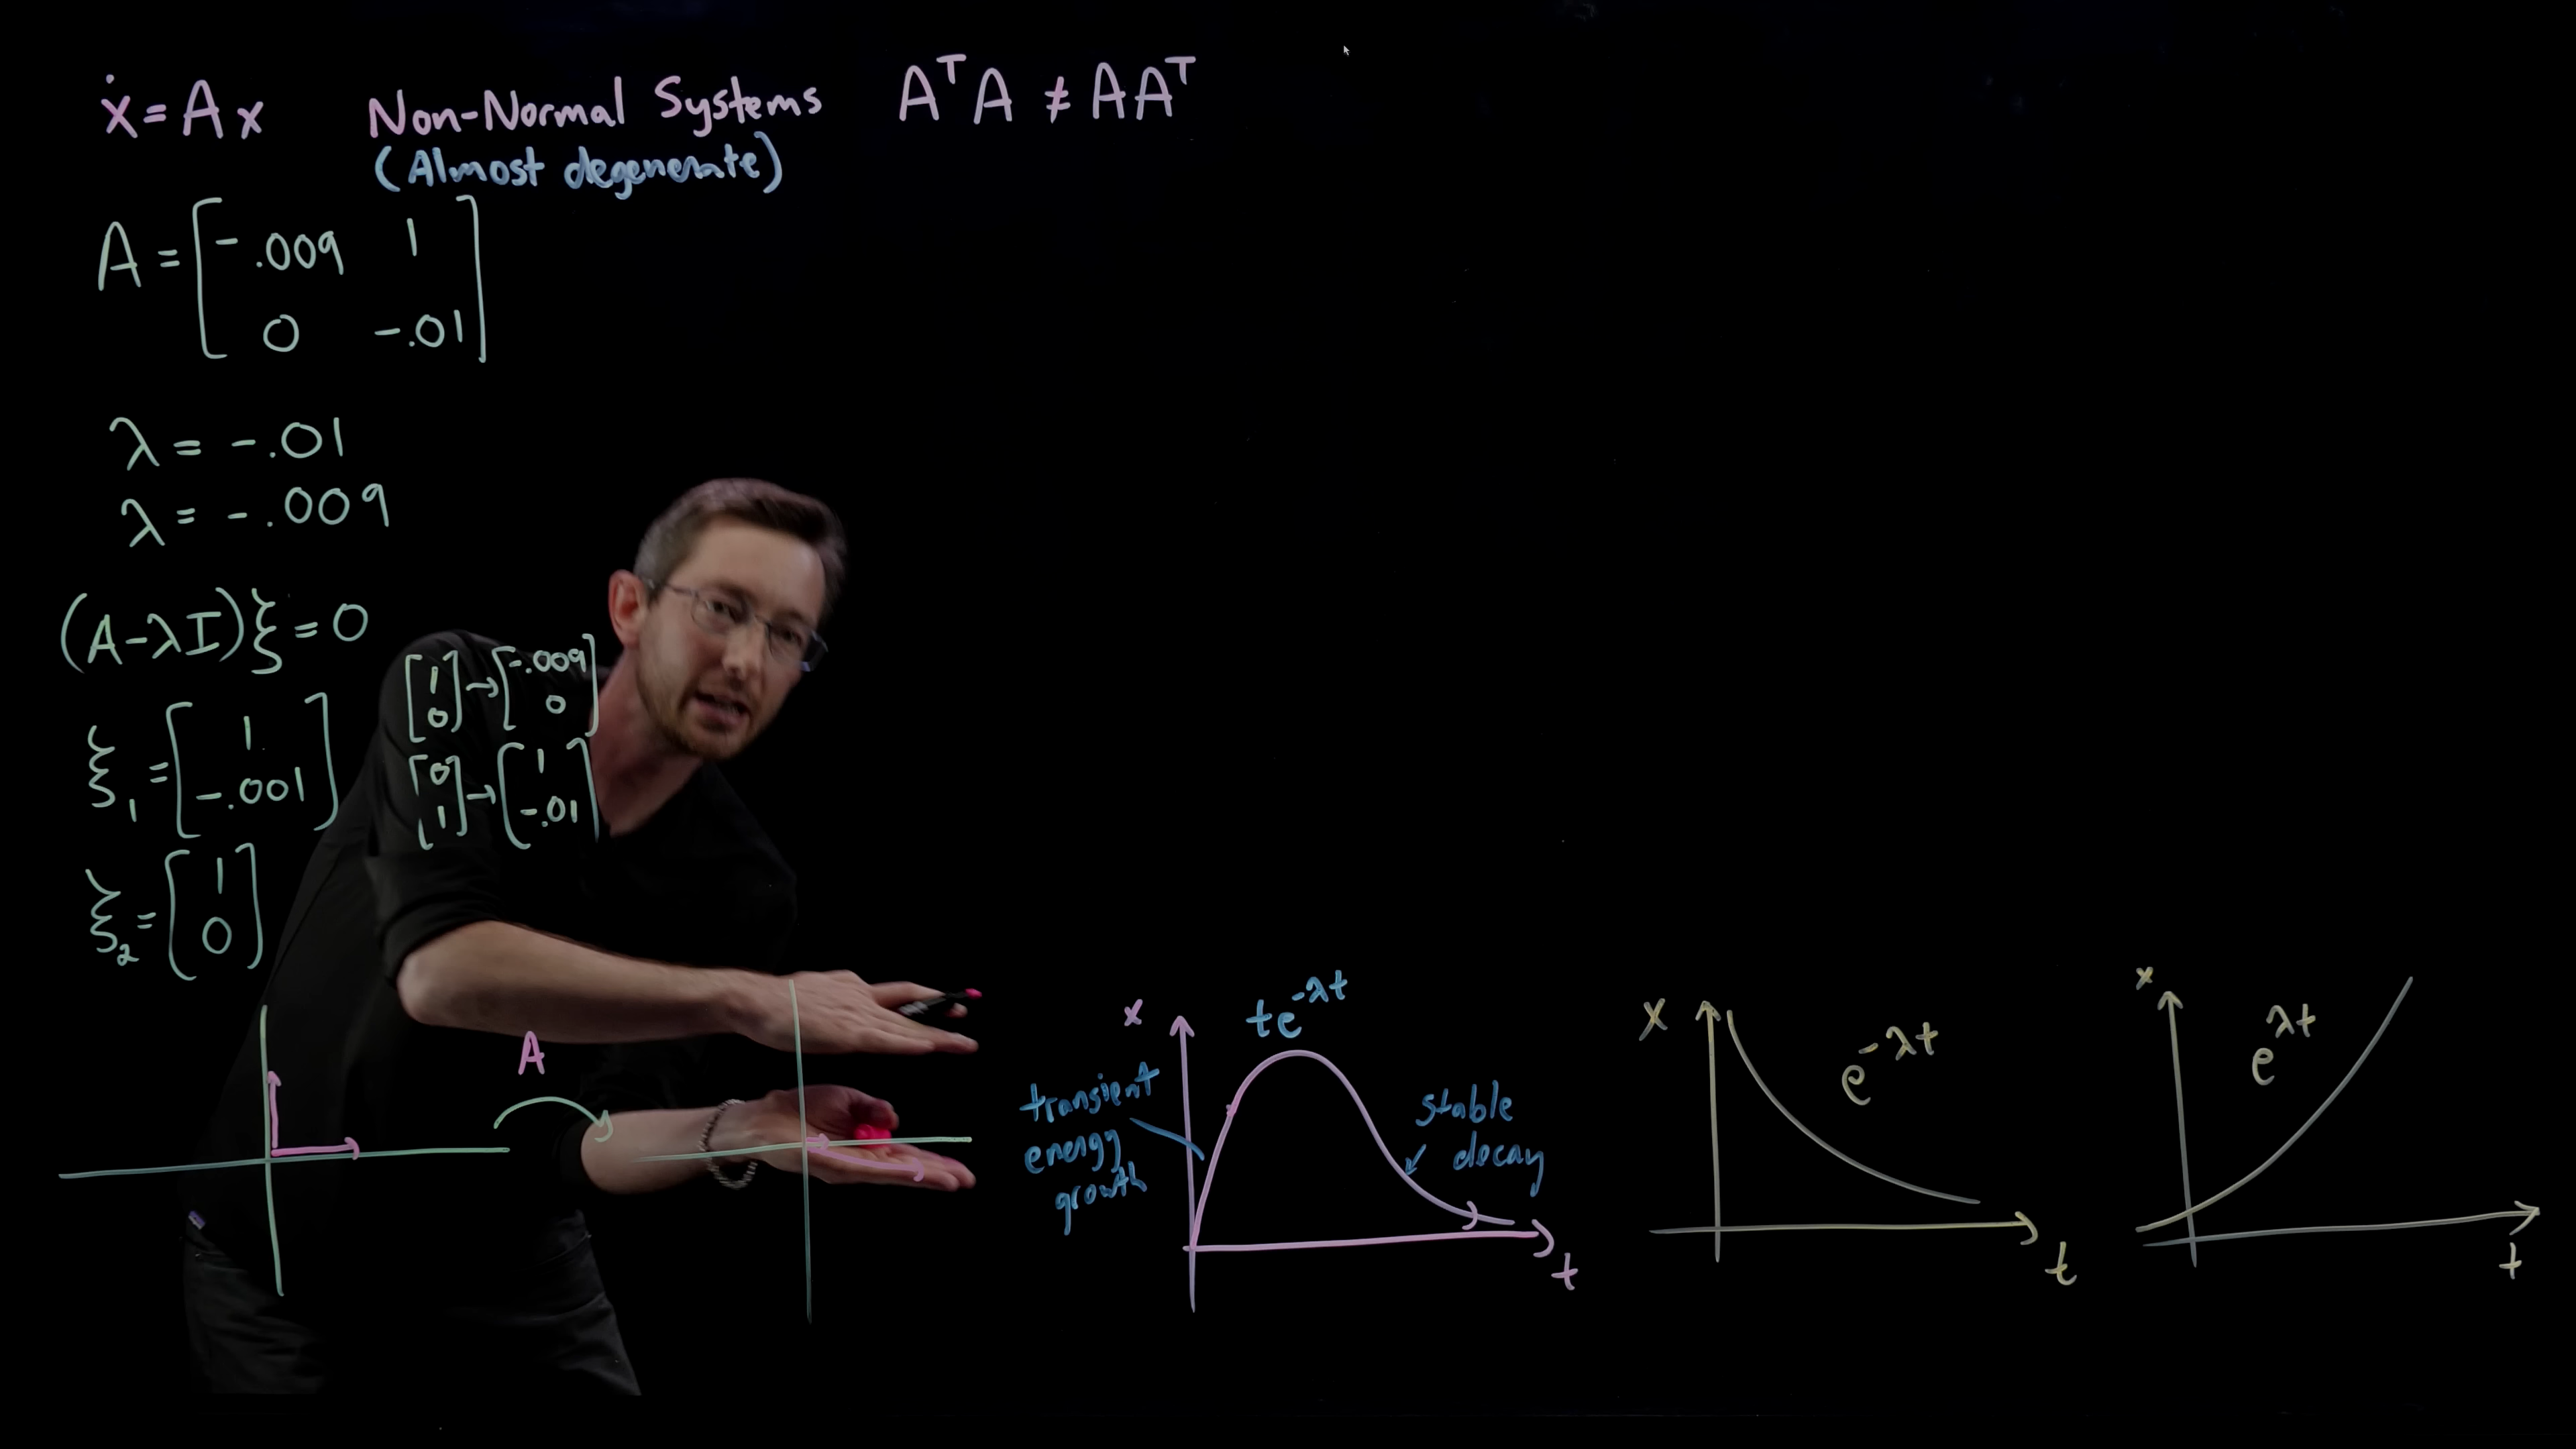 ẋ = Ax Non-Normal Systems AᵀA ≠ AAᵀ
(Almost degenerate)
A = [ -.009 1
0 -.01 ]
λ = -.01
λ = -.009
(A-λI)ξ = 0
ξ₁ = [ 1
-.001 ]
ξ₂ = [ 1
0 ]
[ 1
0 ] → [ -.009
0 ]
[ 0
1 ] → [ 1
-.01 ]
A
x
te^{-λt}
transient
energy
growth
stable
decay
t
x
e^{-λt}
t
x
e^{λt}
t